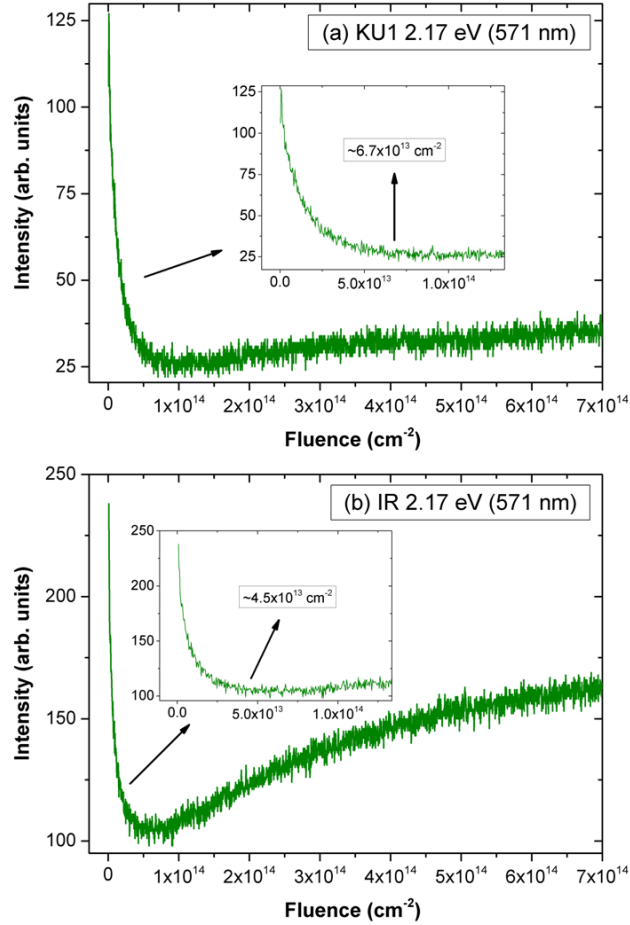 (a) KU1 2.17 eV (571 nm)
125
100
75
50
25
Intensity (arb. units)
125
100
75
50
25
~6.7x10¹³ cm⁻²
0.0 5.0x10¹³ 1.0x10¹⁴
0 1x10¹⁴ 2x10¹⁴ 3x10¹⁴ 4x10¹⁴ 5x10¹⁴ 6x10¹⁴ 7x10¹⁴
Fluence (cm⁻²)
(b) IR 2.17 eV (571 nm)
250
200
150
100
Intensity (arb. units)
250
200
150
100
~4.5x10¹³ cm⁻²
0.0 5.0x10¹³ 1.0x10¹⁴
0 1x10¹⁴ 2x10¹⁴ 3x10¹⁴ 4x10¹⁴ 5x10¹⁴ 6x10¹⁴ 7x10¹⁴
Fluence (cm⁻²)